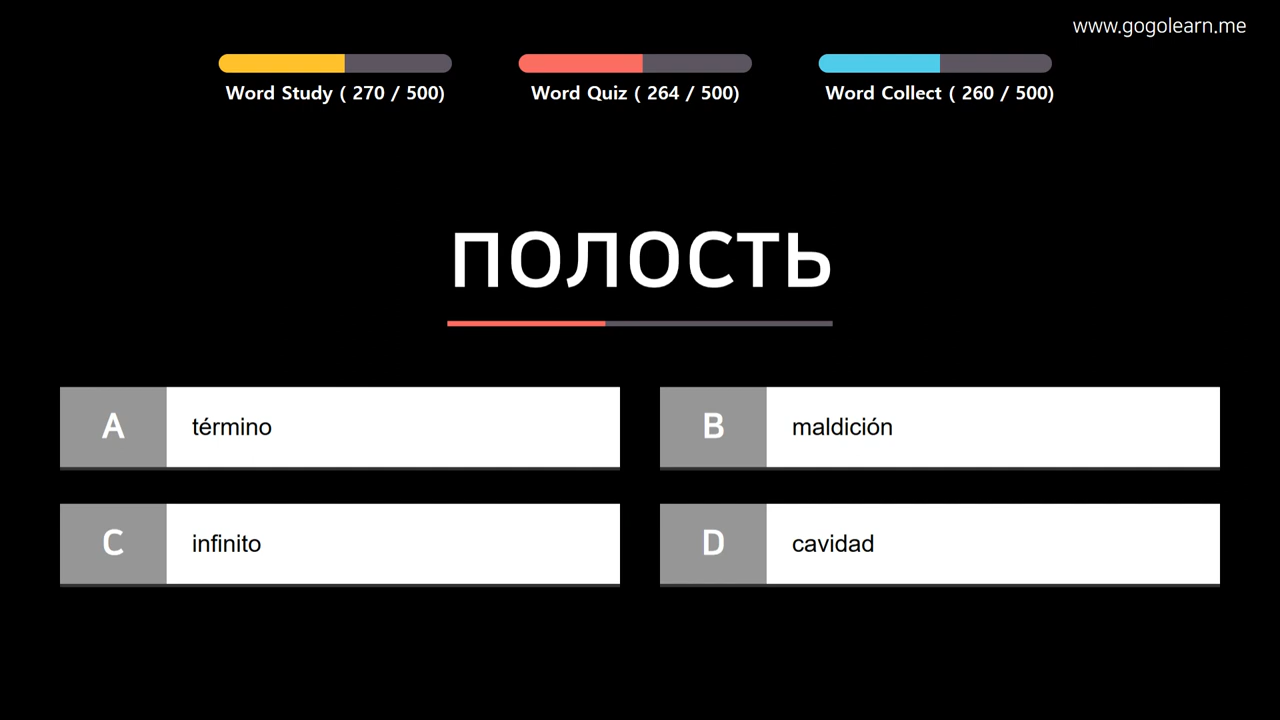 www.gogolearn.me
Word Study ( 270 / 500)
Word Quiz ( 264 / 500)
Word Collect ( 260 / 500)
полость
A
término
B
maldición
C
infinito
D
cavidad